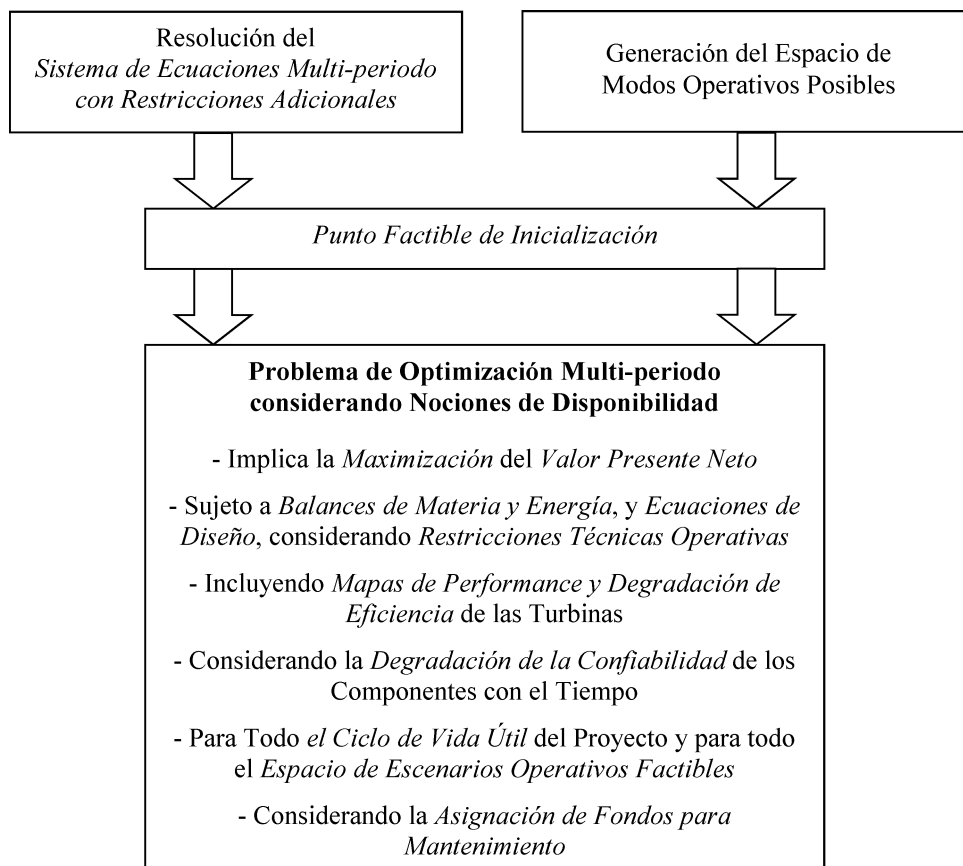 Resolución del
Sistema de Ecuaciones Multi-periodo
con Restricciones Adicionales
Generación del Espacio de
Modos Operativos Posibles
Punto Factible de Inicialización
Problema de Optimización Multi-periodo
considerando Nociones de Disponibilidad
- Implica la Maximización del Valor Presente Neto
- Sujeto a Balances de Materia y Energía, y Ecuaciones de
Diseño, considerando Restricciones Técnicas Operativas
- Incluyendo Mapas de Performance y Degradación de
Eficiencia de las Turbinas
- Considerando la Degradación de la Confiabilidad de los
Componentes con el Tiempo
- Para Todo el Ciclo de Vida Útil del Proyecto y para todo
el Espacio de Escenarios Operativos Factibles
- Considerando la Asignación de Fondos para
Mantenimiento